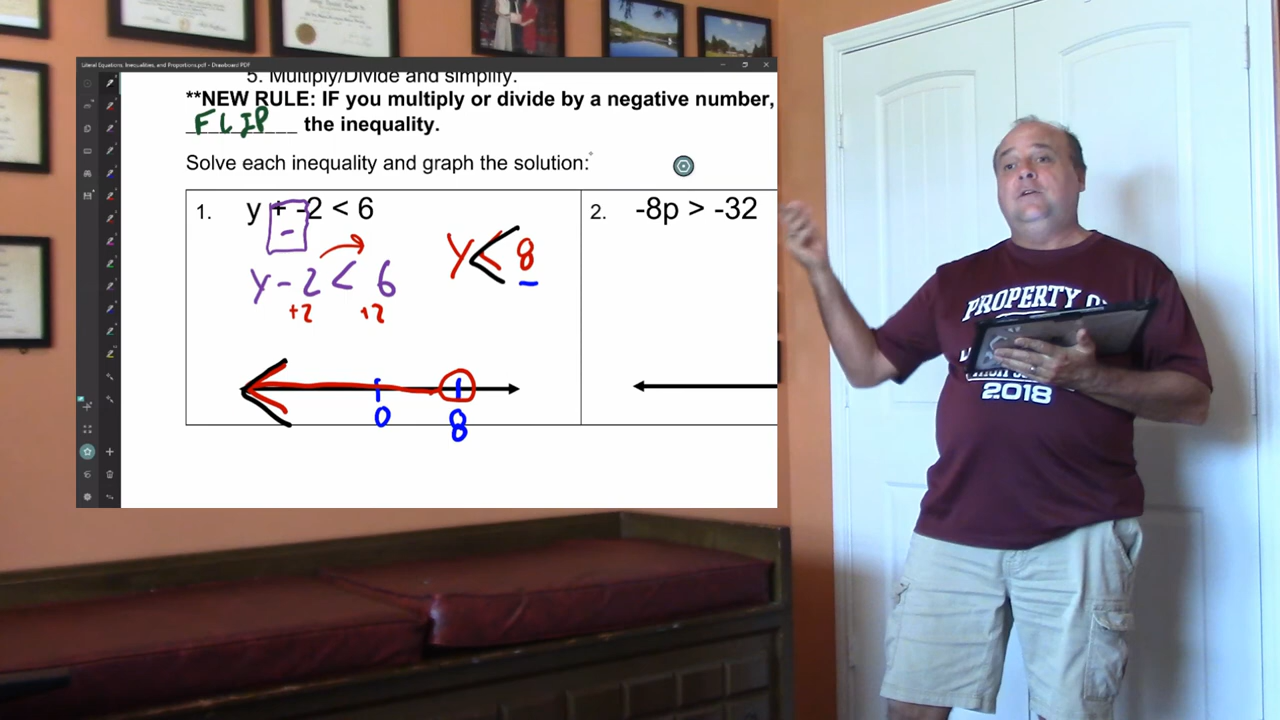 Literal Equations, Inequalities, and Proportions.pdf - Drawboard PDF
5. Multiply/Divide and simplify.
**NEW RULE: IF you multiply or divide by a negative number,
FLIP the inequality.
Solve each inequality and graph the solution:
1. y + -2 < 6
-
y - 2 < 6
+2 +2
y < 8
0 8
2. -8p > -32
PROPERTY O
2018